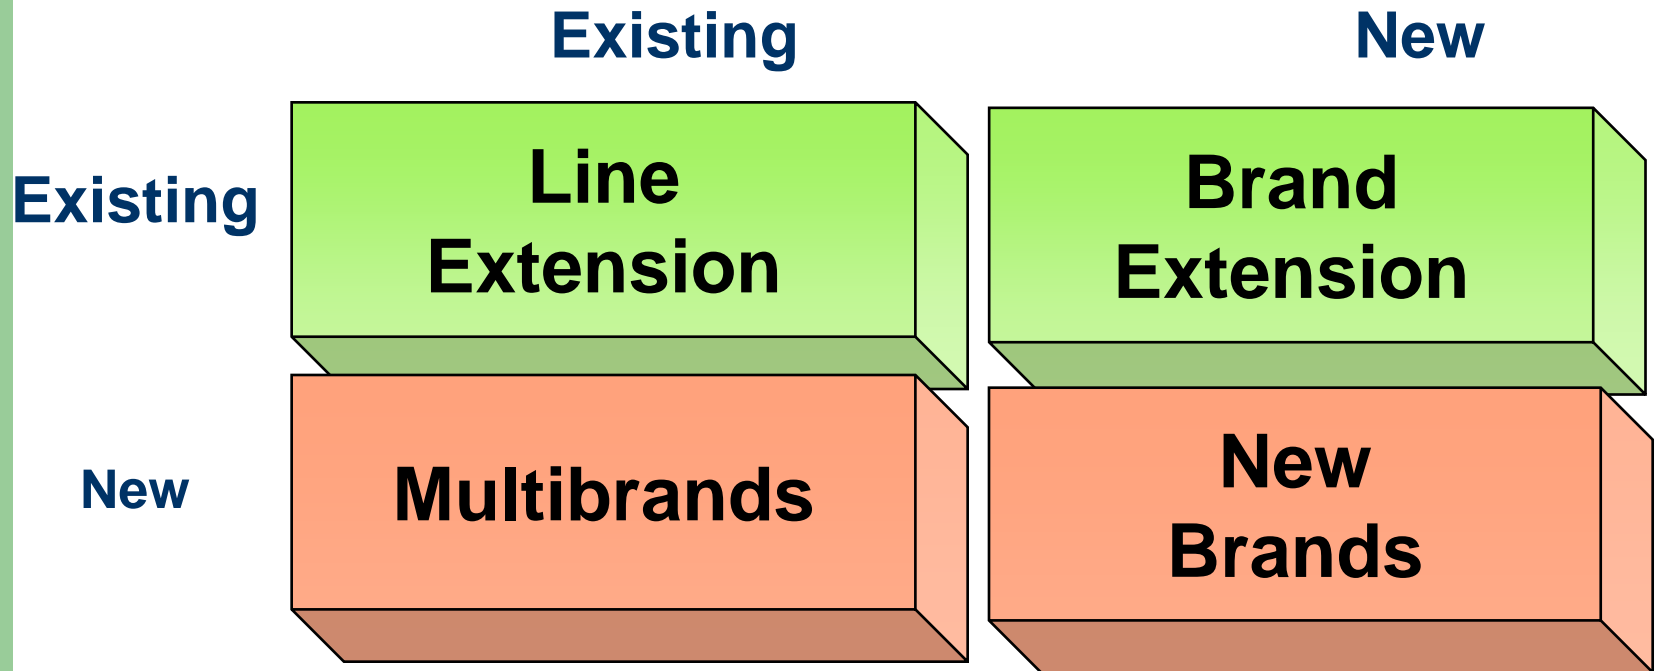 Existing New
Existing
Line
Extension
Brand
Extension
New
Multibrands
New
Brands